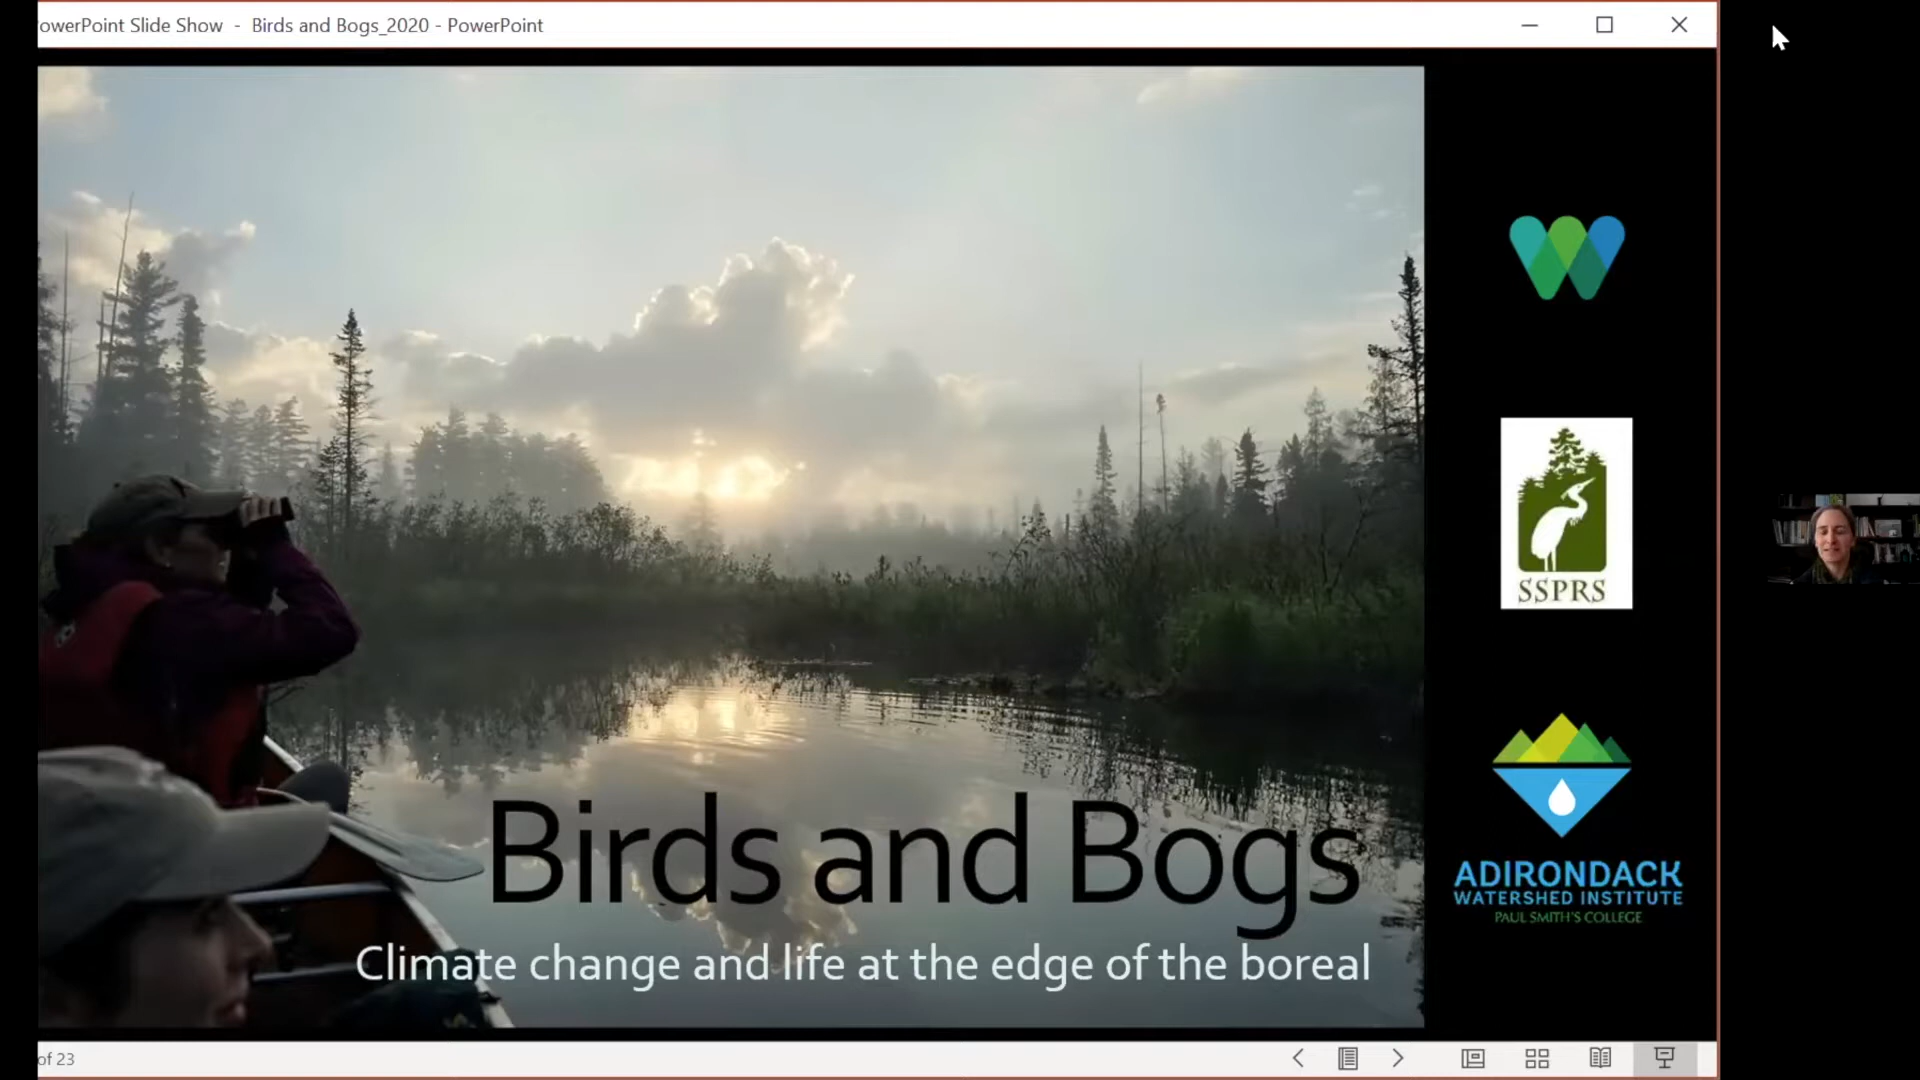 owerPoint Slide Show - Birds and Bogs_2020 - PowerPoint
SSPRS
ADIRONDACK
WATERSHED INSTITUTE
PAUL SMITH'S COLLEGE
Birds and Bogs
Climate change and life at the edge of the boreal
of 23